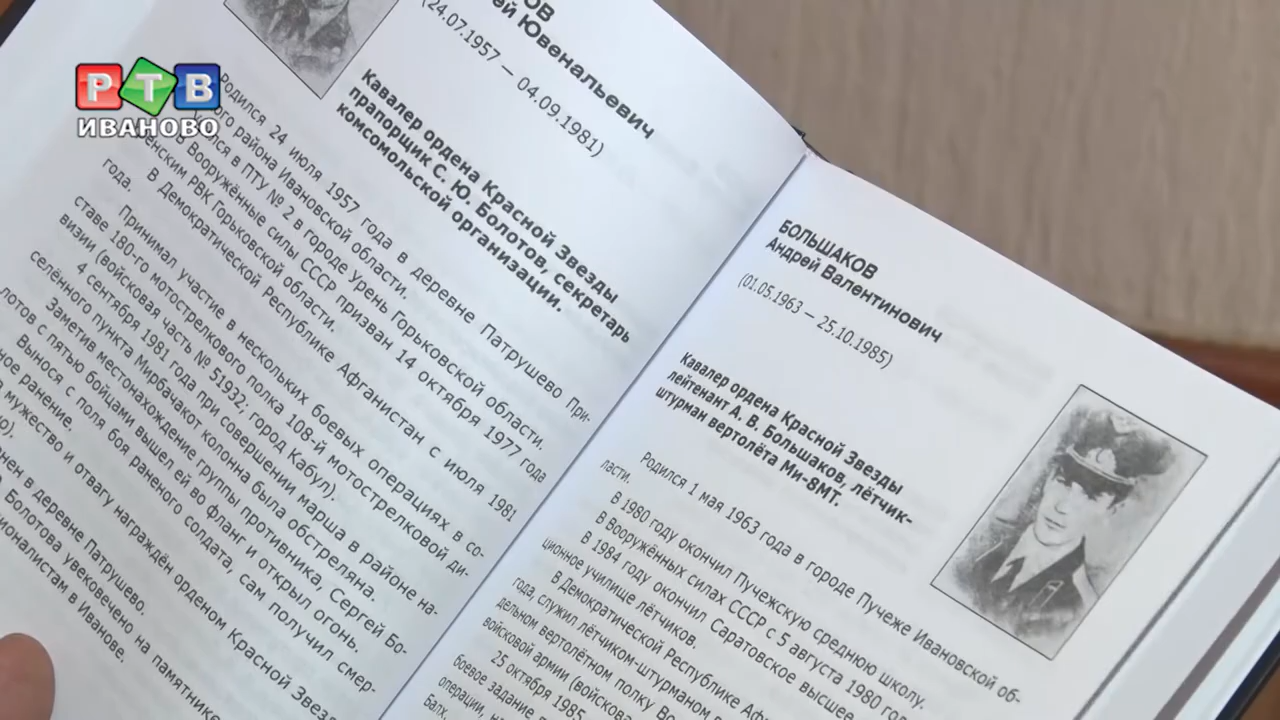 РТВ
ИВАНОВО
ОВ
ей Ювенальевич
(24.07.1957 — 04.09.1981)
Кавалер ордена Красной Звезды
прапорщик С. Ю. Болотов, секретарь
комсомольской организации.
Родился 24 июля 1957 года в деревне Патрушево При-
ого района Ивановской области.
лся в ПТУ № 2 в городе Урень Горьковской области.
Вооружённые силы СССР призван 14 октября 1977 года
енским РВК Горьковской области.
В Демократической Республике Афганистан с июля 1981
года.
Принимал участие в нескольких боевых операциях в со-
ставе 180-го мотострелкового полка 108-й мотострелковой ди-
визии (войсковая часть № 51932; город Кабул).
4 сентября 1981 года при совершении марша в районе на-
селённого пункта Мирбачакот колонна была обстреляна.
Заметив местонахождение группы противника, Сергей Бо-
лотов с пятью бойцами вышел ей во фланг и открыл огонь.
Вынося с поля боя раненого солдата, сам получил смер-
ное ранение.
мужество и отвагу награждён орденом Красной Звезд
о).
нен в деревне Патрушево.
Болотова увековечено на памятнике
ионалистам в Иванове.
БОЛЬШАКОВ
Андрей Валентинович
(01.05.1963 — 25.10.1985)
Кавалер ордена Красной Звезды
лейтенант А. В. Большаков, лётчик-
штурман вертолёта Ми-8МТ.
Родился 1 мая 1963 года в городе Пучеже Ивановской об-
ласти.
В 1980 году окончил Пучежскую среднюю школу.
В Вооружённых силах СССР с 5 августа 1980 год
В 1984 году окончил Саратовское высшее
ционное училище лётчиков.
В Демократической Республике Афг
года, служил лётчиком-штурманом в
дельном вертолётном полку Во
войсковой армии (войсков
25 октября 1985
боевое задание п
операции, н
Балх,